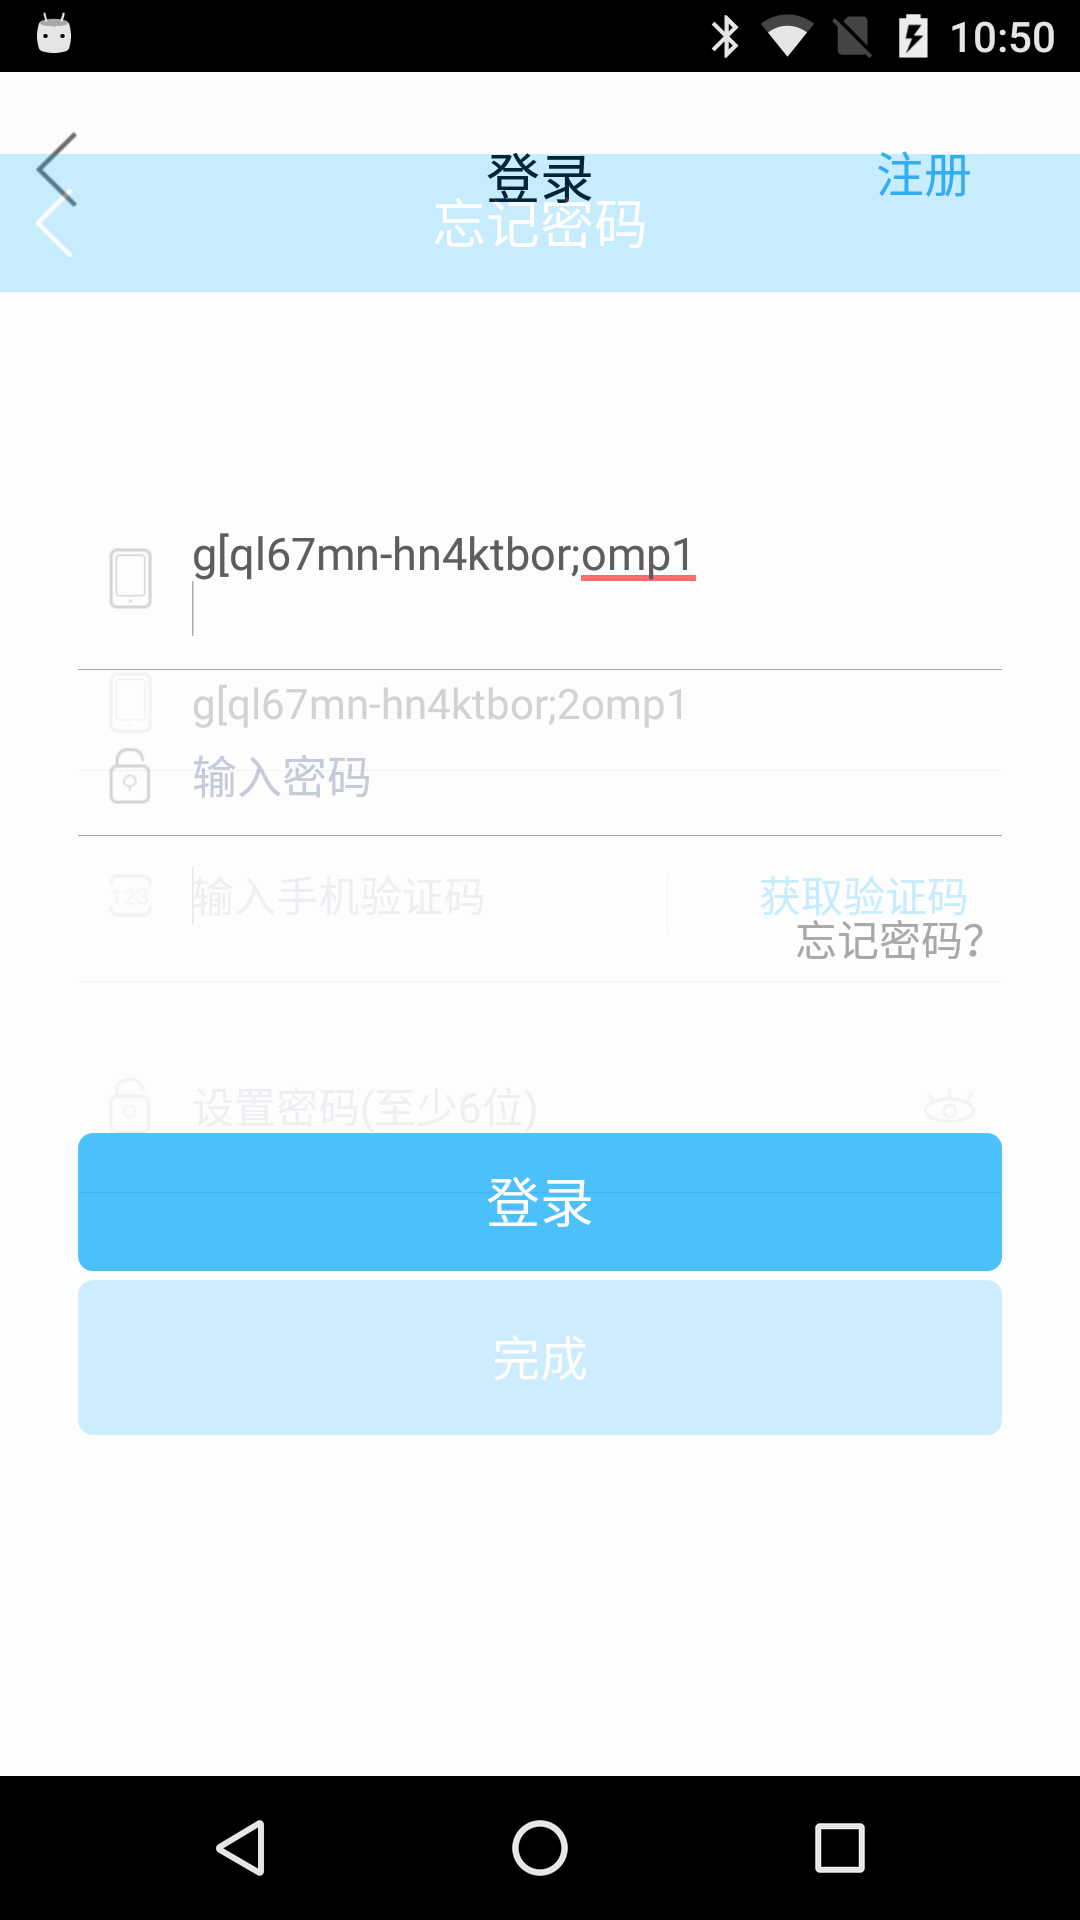 10:50
登录
注册
忘记密码
g[ql67mn-hn4ktbor;omp1
g[ql67mn-hn4ktbor;2omp1
输入密码
123
输入手机验证码
获取验证码
忘记密码?
设置密码(至少6位)
登录
完成